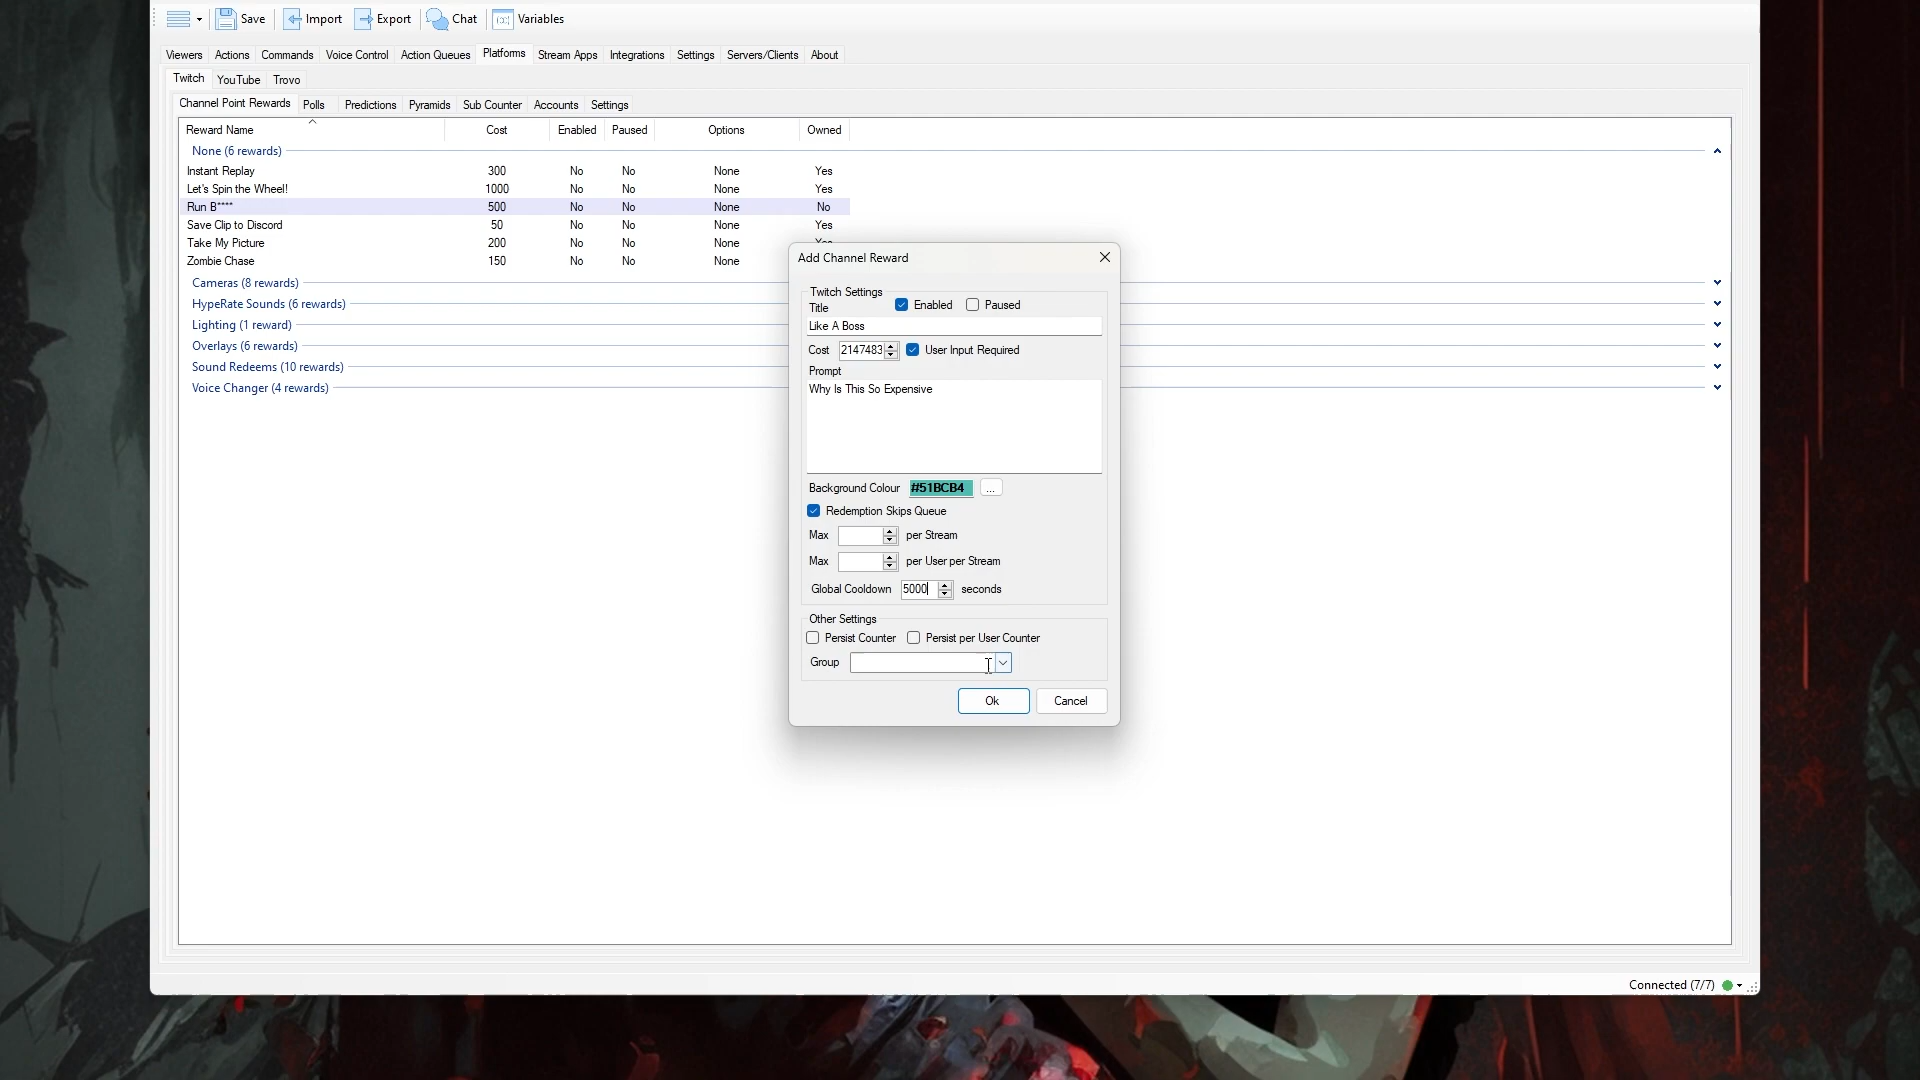 Save Import Export Chat Variables
Viewers Actions Commands Voice Control Action Queues Platforms Stream Apps Integrations Settings Servers/Clients About
Twitch YouTube Trovo
Channel Point Rewards Polls Predictions Pyramids Sub Counter Accounts Settings
Reward Name Cost Enabled Paused Options Owned
None (6 rewards)
Instant Replay 300 No No None Yes
Let's Spin the Wheel! 1000 No No None Yes
Run B**** 500 No No None No
Save Clip to Discord 50 No No None Yes
Take My Picture 200 No No None Yes
Zombie Chase 150 No No None
Cameras (8 rewards)
HypeRate Sounds (6 rewards)
Lighting (1 reward)
Overlays (6 rewards)
Sound Redeems (10 rewards)
Voice Changer (4 rewards)
Add Channel Reward
Twitch Settings
Title Enabled Paused
Like A Boss
Cost 2147483 User Input Required
Prompt
Why Is This So Expensive
Background Colour #51BCB4 ...
Redemption Skips Queue
Max per Stream
Max per User per Stream
Global Cooldown 5000 seconds
Other Settings
Persist Counter Persist per User Counter
Group
Ok Cancel
Connected (7/7)